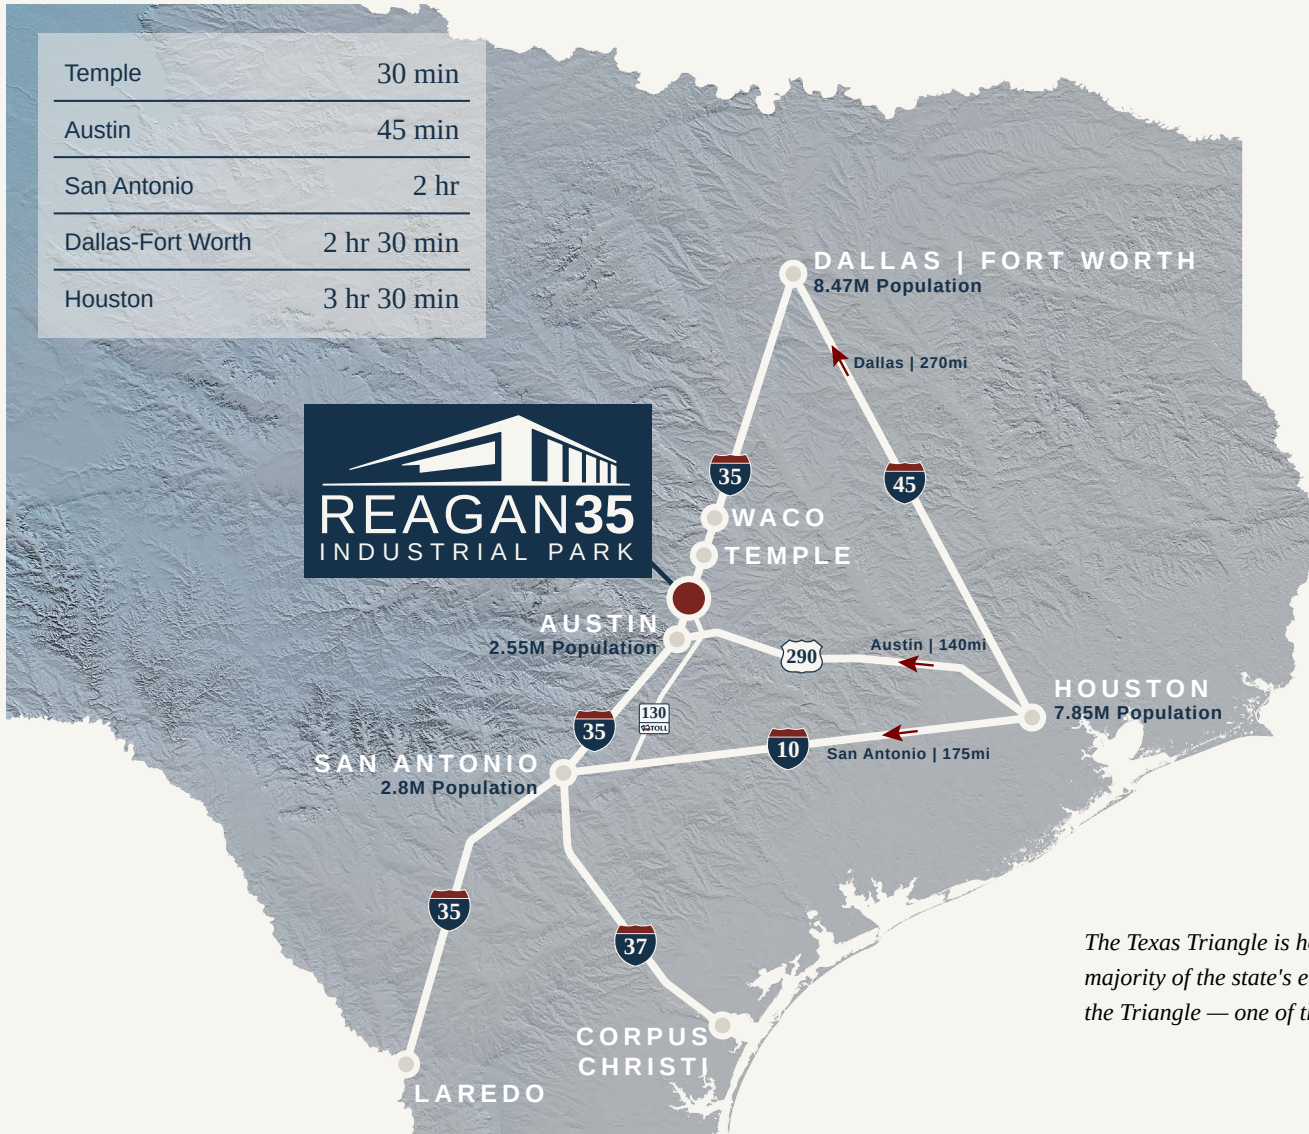 Temple 30 min
Austin 45 min
San Antonio 2 hr
Dallas-Fort Worth 2 hr 30 min
Houston 3 hr 30 min
DALLAS | FORT WORTH
8.47M Population
Dallas | 270mi
REAGAN35
INDUSTRIAL PARK
35
45
WACO
TEMPLE
AUSTIN
2.55M Population
290
Austin | 140mi
HOUSTON
7.85M Population
130
TOLL
35
10
San Antonio | 175mi
SAN ANTONIO
2.8M Population
35
37
The Texas Triangle is
majority of the state's
the Triangle — one of
CORPUS
CHRISTI
LAREDO